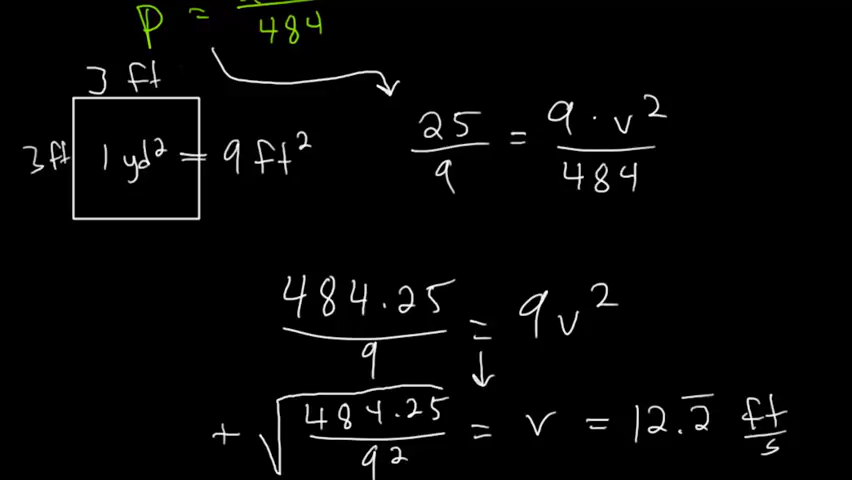 P = 484
3 ft
3ft 1 yd² = 9 ft²
25/9 = 9 · v²/484
484.25/9 = 9v²
+ √(484.25/9²) = v = 12.2̅ ft/s